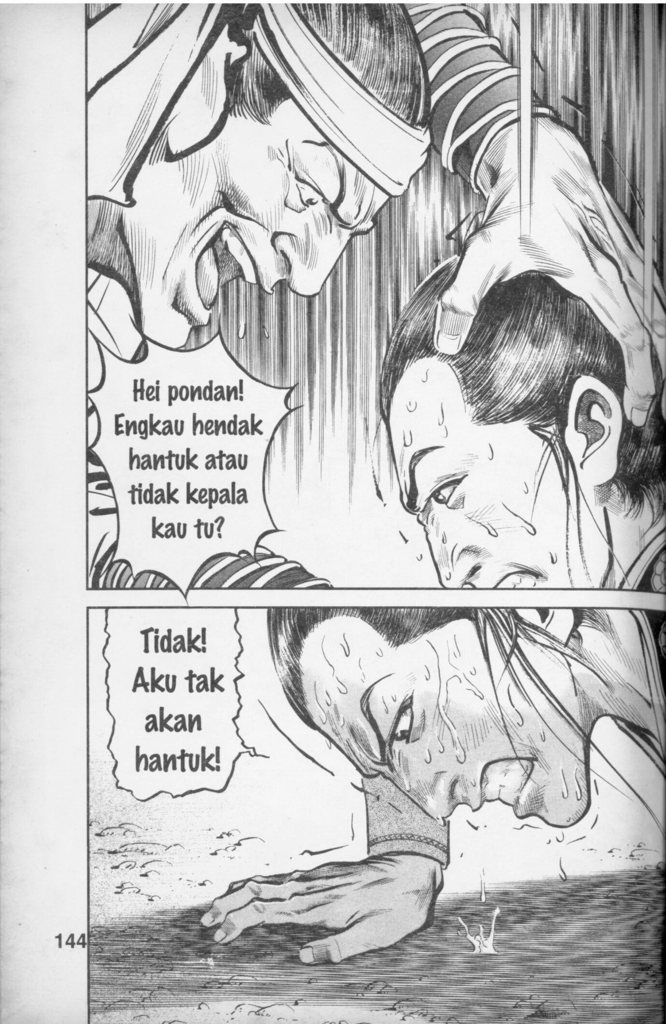 Hei pondan!
Engkau hendak
hantuk atau
tidak kepala
kau tu?
Tidak!
Aku tak
akan
hantuk!
144